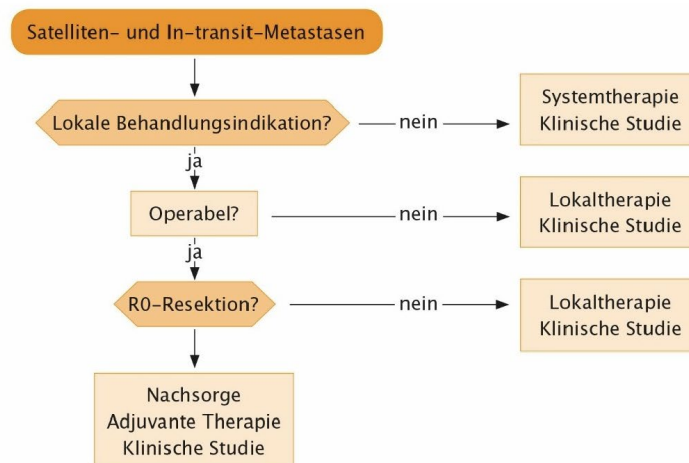 Satelliten- und In-transit-Metastasen
Lokale Behandlungsindikation?
nein
Systemtherapie
Klinische Studie
ja
Operabel?
nein
Lokaltherapie
Klinische Studie
ja
R0-Resektion?
nein
Lokaltherapie
Klinische Studie
Nachsorge
Adjuvante Therapie
Klinische Studie